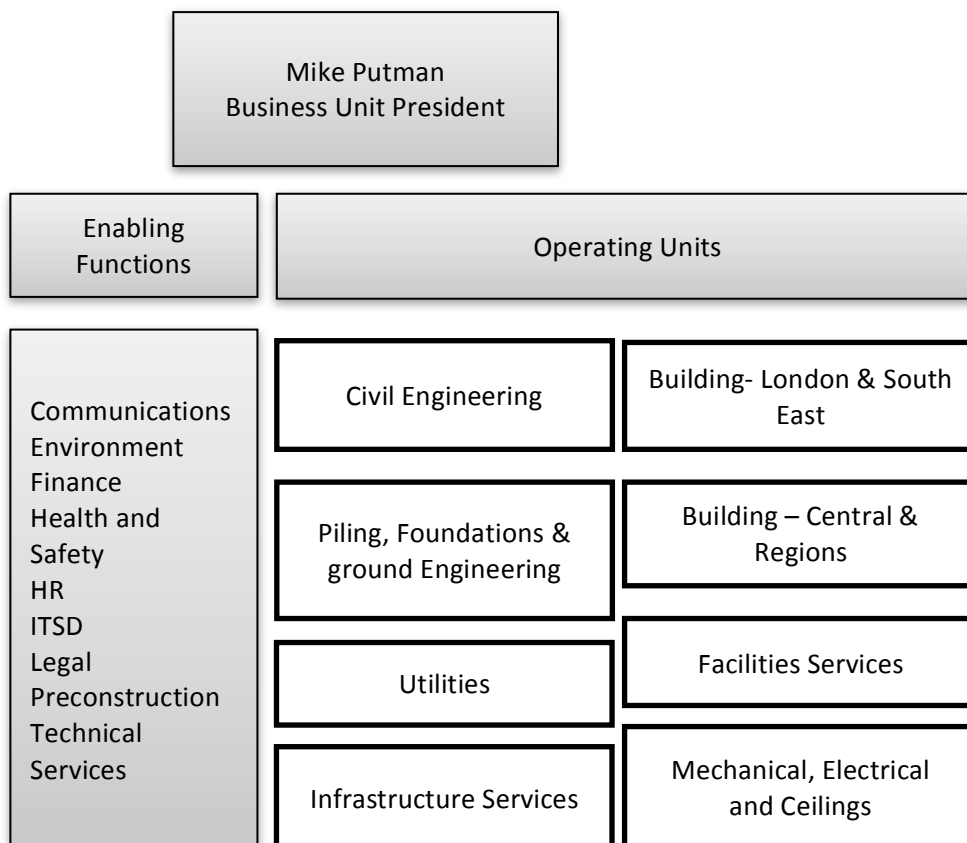 Mike Putman
Business Unit President
Enabling
Functions
Operating Units
Communications
Environment
Finance
Health and
Safety
HR
ITSD
Legal
Preconstruction
Technical
Services
Civil Engineering
Building- London & South
East
Piling, Foundations &
ground Engineering
Building – Central &
Regions
Utilities
Facilities Services
Infrastructure Services
Mechanical, Electrical
and Ceilings